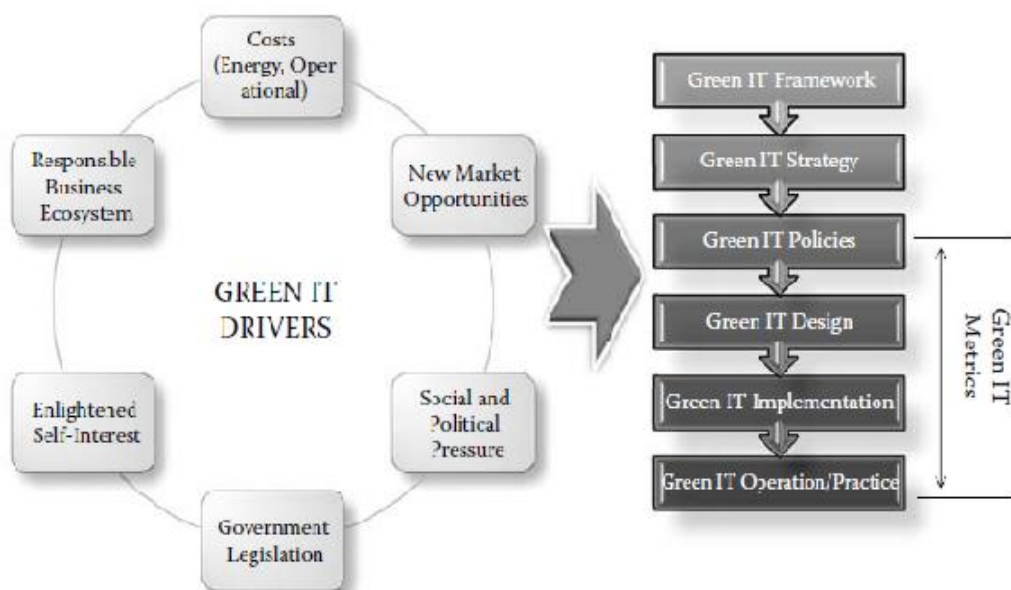 Costs
(Energy, Oper
ational)
New Market
Opportunities
Social and
Political
Pressure
Government
Legislation
Enlightened
Self-Interest
Responsible
Business
Ecosystem
GREEN IT
DRIVERS
Green IT Framework
Green IT Strategy
Green IT Policies
Green IT Design
Green IT Implementation
Green IT Operation/Practice
Green IT
Metrics